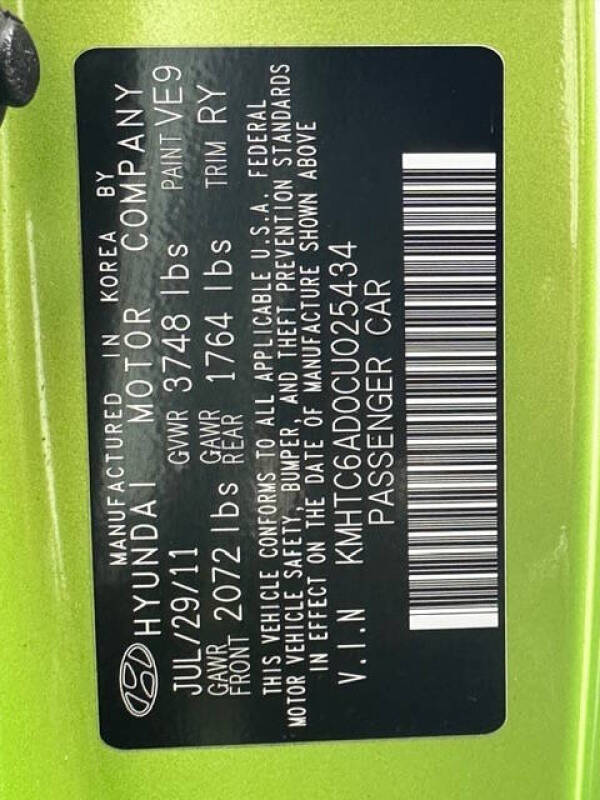 MANUFACTURED IN KOREA BY
HYUNDAI MOTOR COMPANY
JUL/29/11 GVWR 3748 lbs PAINT VE9
GAWR FRONT 2072 lbs GAWR REAR 1764 lbs TRIM RY
THIS VEHICLE CONFORMS TO ALL APPLICABLE U.S.A. FEDERAL
MOTOR VEHICLE SAFETY, BUMPER, AND THEFT PREVENTION STANDARDS
IN EFFECT ON THE DATE OF MANUFACTURE SHOWN ABOVE
V.I.N KMHTC6AD0CU025434
PASSENGER CAR